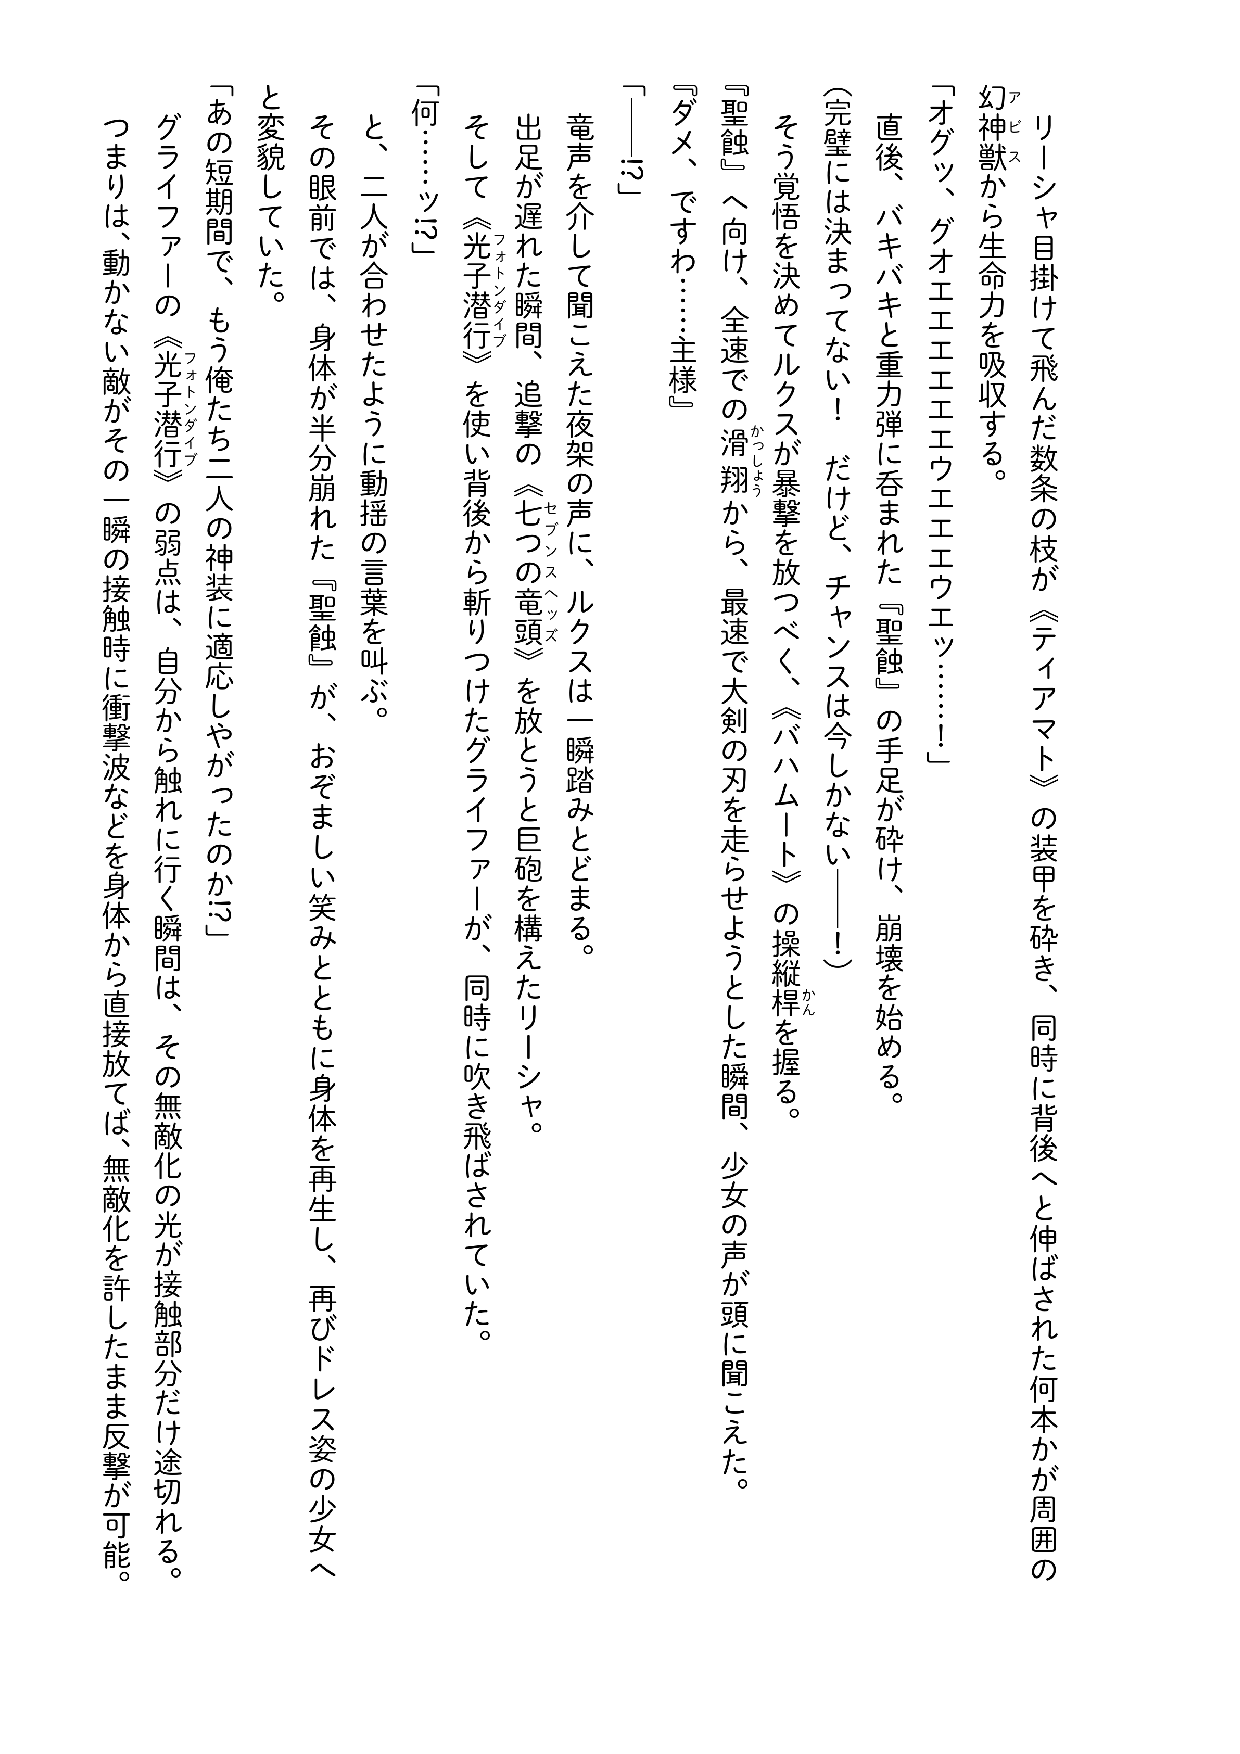 リーシャ目掛けて飛んだ数条の枝が《ティアマト》の装甲を砕き、同時に背後へと伸ばされた何本かが周囲の
幻神獣から生命力を吸収する。
アビス
「オグッ、グオエエエエエエウエエエウエッ……！」
　直後、バキバキと重力弾に呑まれた『聖蝕』の手足が砕け、崩壊を始める。
（完璧には決まってない！　だけど、チャンスは今しかない――！）
　そう覚悟を決めてルクスが暴撃を放つべく、《バハムート》の操縦桿を握る。
かん
『聖蝕』へ向け、全速での滑翔から、最速で大剣の刃を走らせようとした瞬間、少女の声が頭に聞こえた。
かつしょう
『ダメ、ですわ……主様』
「――!?」
　竜声を介して聞こえた夜架の声に、ルクスは一瞬踏みとどまる。
　出足が遅れた瞬間、追撃の《七つの竜頭》を放とうと巨砲を構えたリーシャ。
セブンスヘッズ
　そして《光子潜行》を使い背後から斬りつけたグライファーが、同時に吹き飛ばされていた。
フォトンダイブ
「何……ッ!?」
　と、二人が合わせたように動揺の言葉を叫ぶ。
　その眼前では、身体が半分崩れた『聖蝕』が、おぞましい笑みとともに身体を再生し、再びドレス姿の少女へ
と変貌していた。
「あの短期間で、もう俺たち二人の神装に適応しやがったのか!?」
　グライファーの《光子潜行》の弱点は、自分から触れに行く瞬間は、その無敵化の光が接触部分だけ途切れる。
フォトンダイブ
　つまりは、動かない敵がその一瞬の接触時に衝撃波などを身体から直接放てば、無敵化を許したまま反撃が可能。